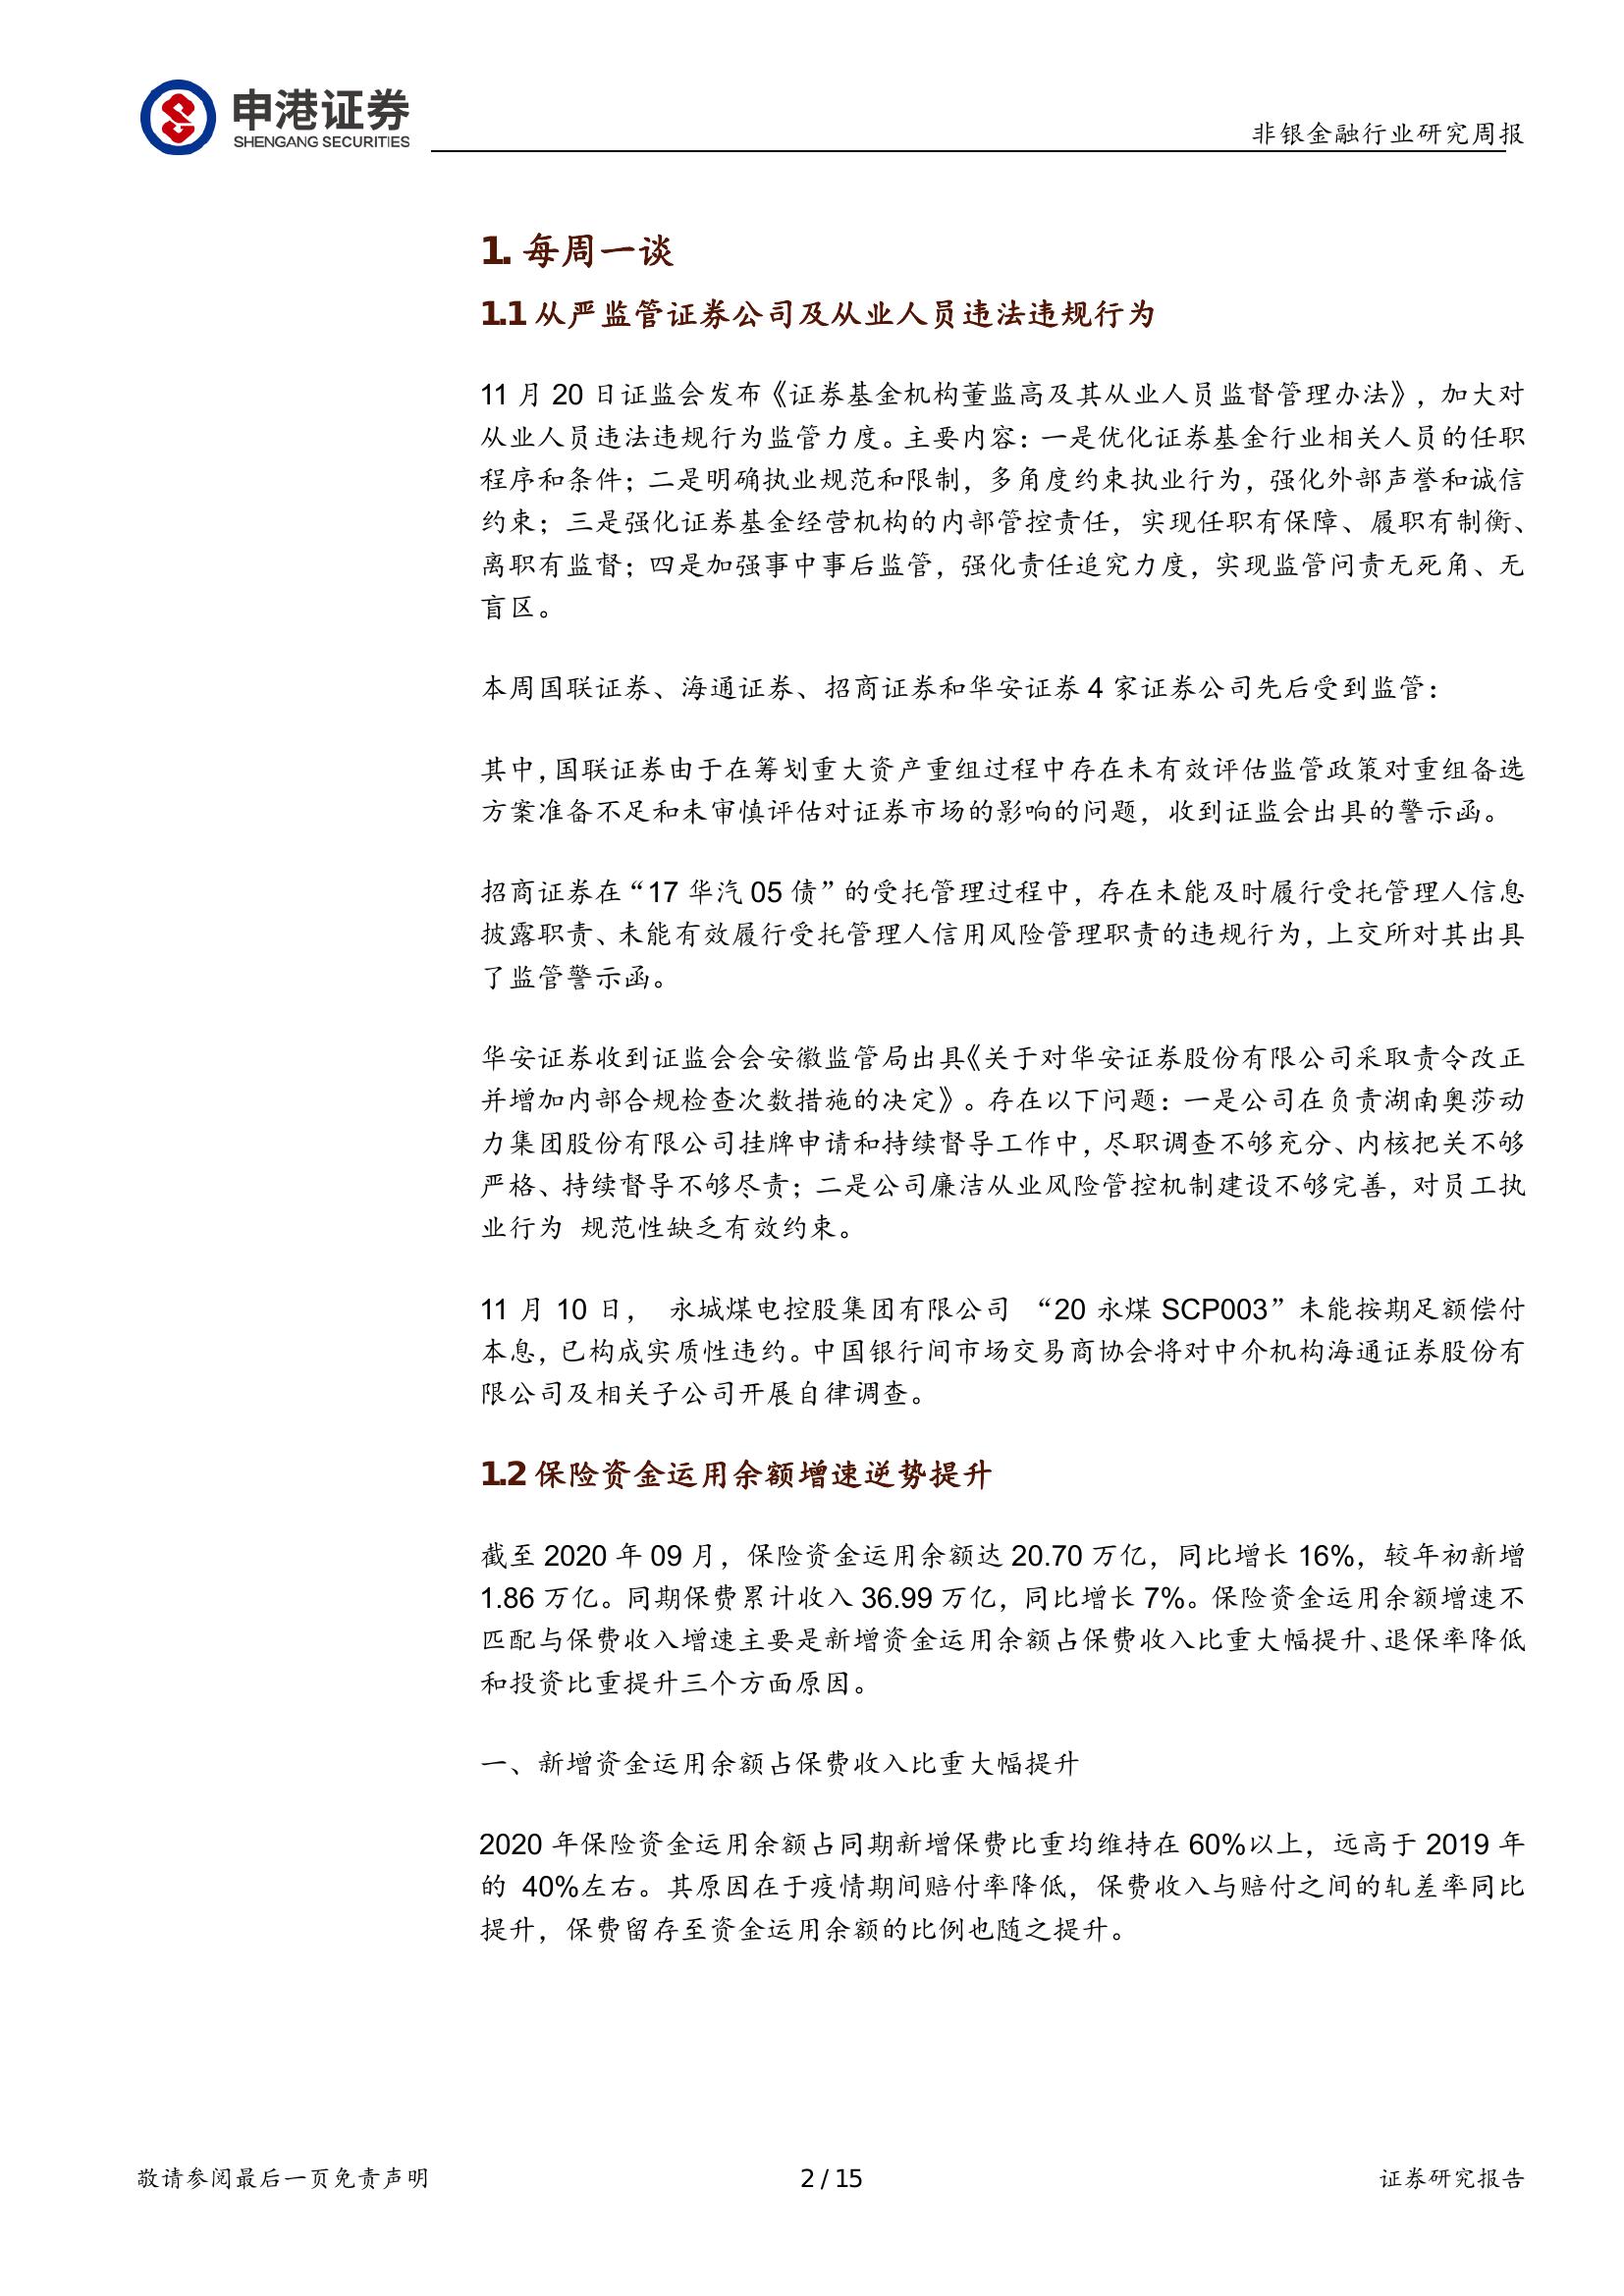 申港证券
SHENGANG SECURITIES
非银金融行业研究周报
1. 每周一谈
1.1 从严监管证券公司及从业人员违法违规行为
11 月 20 日证监会发布《证券基金机构董监高及其从业人员监督管理办法》，加大对
从业人员违法违规行为监管力度。主要内容：一是优化证券基金行业相关人员的任职
程序和条件；二是明确执业规范和限制，多角度约束执业行为，强化外部声誉和诚信
约束；三是强化证券基金经营机构的内部管控责任，实现任职有保障、履职有制衡、
离职有监督；四是加强事中事后监管，强化责任追究力度，实现监管问责无死角、无
盲区。
本周国联证券、海通证券、招商证券和华安证券 4 家证券公司先后受到监管：
其中，国联证券由于在筹划重大资产重组过程中存在未有效评估监管政策对重组备选
方案准备不足和未审慎评估对证券市场的影响的问题，收到证监会出具的警示函。
招商证券在“17 华汽 05 债”的受托管理过程中，存在未能及时履行受托管理人信息
披露职责、未能有效履行受托管理人信用风险管理职责的违规行为，上交所对其出具
了监管警示函。
华安证券收到证监会会安徽监管局出具《关于对华安证券股份有限公司采取责令改正
并增加内部合规检查次数措施的决定》。存在以下问题：一是公司在负责湖南奥莎动
力集团股份有限公司挂牌申请和持续督导工作中，尽职调查不够充分、内核把关不够
严格、持续督导不够尽责；二是公司廉洁从业风险管控机制建设不够完善，对员工执
业行为 规范性缺乏有效约束。
11 月 10 日， 永城煤电控股集团有限公司 “20 永煤 SCP003”未能按期足额偿付
本息，已构成实质性违约。中国银行间市场交易商协会将对中介机构海通证券股份有
限公司及相关子公司开展自律调查。
1.2 保险资金运用余额增速逆势提升
截至 2020 年 09 月，保险资金运用余额达 20.70 万亿，同比增长 16%，较年初新增
1.86 万亿。同期保费累计收入 36.99 万亿，同比增长 7%。保险资金运用余额增速不
匹配与保费收入增速主要是新增资金运用余额占保费收入比重大幅提升、退保率降低
和投资比重提升三个方面原因。
一、新增资金运用余额占保费收入比重大幅提升
2020 年保险资金运用余额占同期新增保费比重均维持在 60%以上，远高于 2019 年
的 40%左右。其原因在于疫情期间赔付率降低，保费收入与赔付之间的轧差率同比
提升，保费留存至资金运用余额的比例也随之提升。
敬请参阅最后一页免责声明
2 / 15
证券研究报告